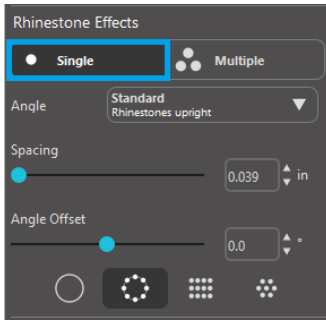 Rhinestone Effects
Single
Multiple
Angle
Standard
Rhinestones upright
Spacing
0.039 in
Angle Offset
0.0 °